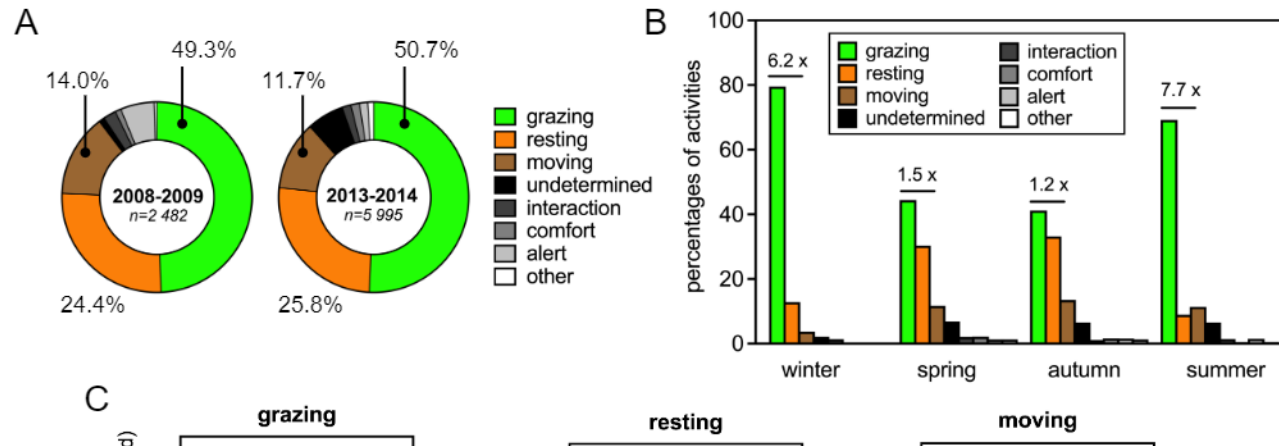 A
49.3%
14.0%
2008-2009
n=2 482
24.4%
50.7%
11.7%
2013-2014
n=5 995
25.8%
grazing
resting
moving
undetermined
interaction
comfort
alert
other
B
percentages of activities
100
80
60
40
20
0
6.2 x
1.5 x
1.2 x
7.7 x
grazing
resting
moving
undetermined
interaction
comfort
alert
other
winter
spring
autumn
summer
C
grazing
resting
moving